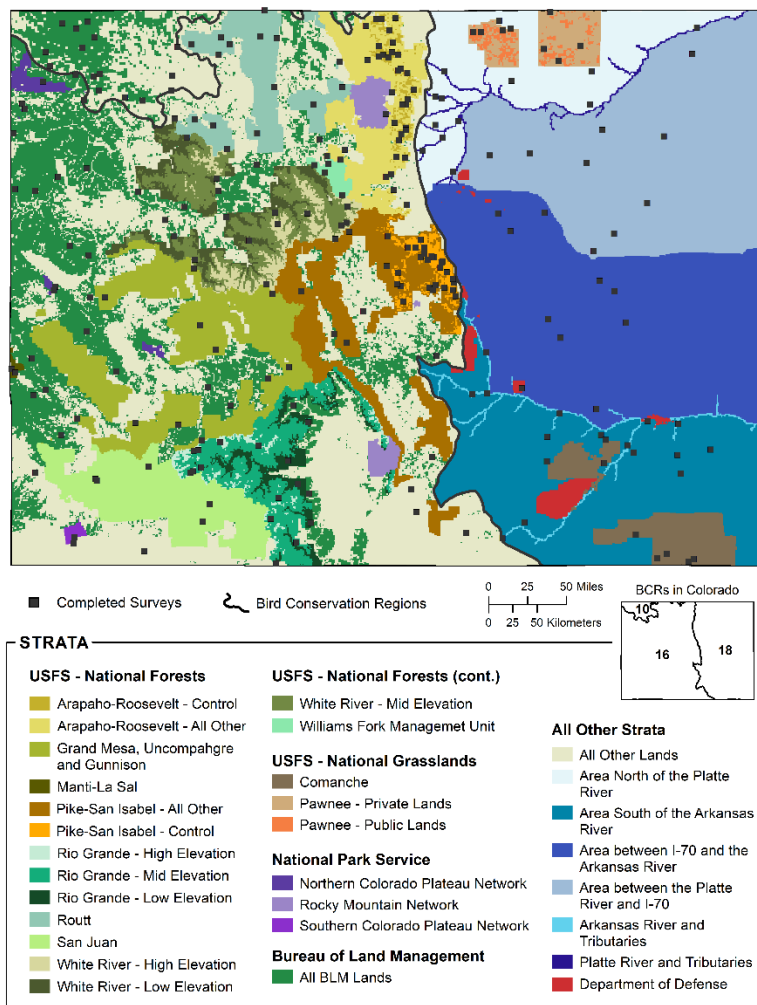 Completed Surveys
Bird Conservation Regions
0 25 50 Miles
0 25 50 Kilometers
BCRs in Colorado
10
16
18
STRATA
USFS - National Forests
Arapaho-Roosevelt - Control
Arapaho-Roosevelt - All Other
Grand Mesa, Uncompahgre
and Gunnison
Manti-La Sal
Pike-San Isabel - All Other
Pike-San Isabel - Control
Rio Grande - High Elevation
Rio Grande - Mid Elevation
Rio Grande - Low Elevation
Routt
San Juan
White River - High Elevation
White River - Low Elevation
USFS - National Forests (cont.)
White River - Mid Elevation
Williams Fork Managemet Unit
USFS - National Grasslands
Comanche
Pawnee - Private Lands
Pawnee - Public Lands
National Park Service
Northern Colorado Plateau Network
Rocky Mountain Network
Southern Colorado Plateau Network
Bureau of Land Management
All BLM Lands
All Other Strata
All Other Lands
Area North of the Platte
River
Area South of the Arkansas
River
Area between I-70 and the
Arkansas River
Area between the Platte
River and I-70
Arkansas River and
Tributaries
Platte River and Tributaries
Department of Defense